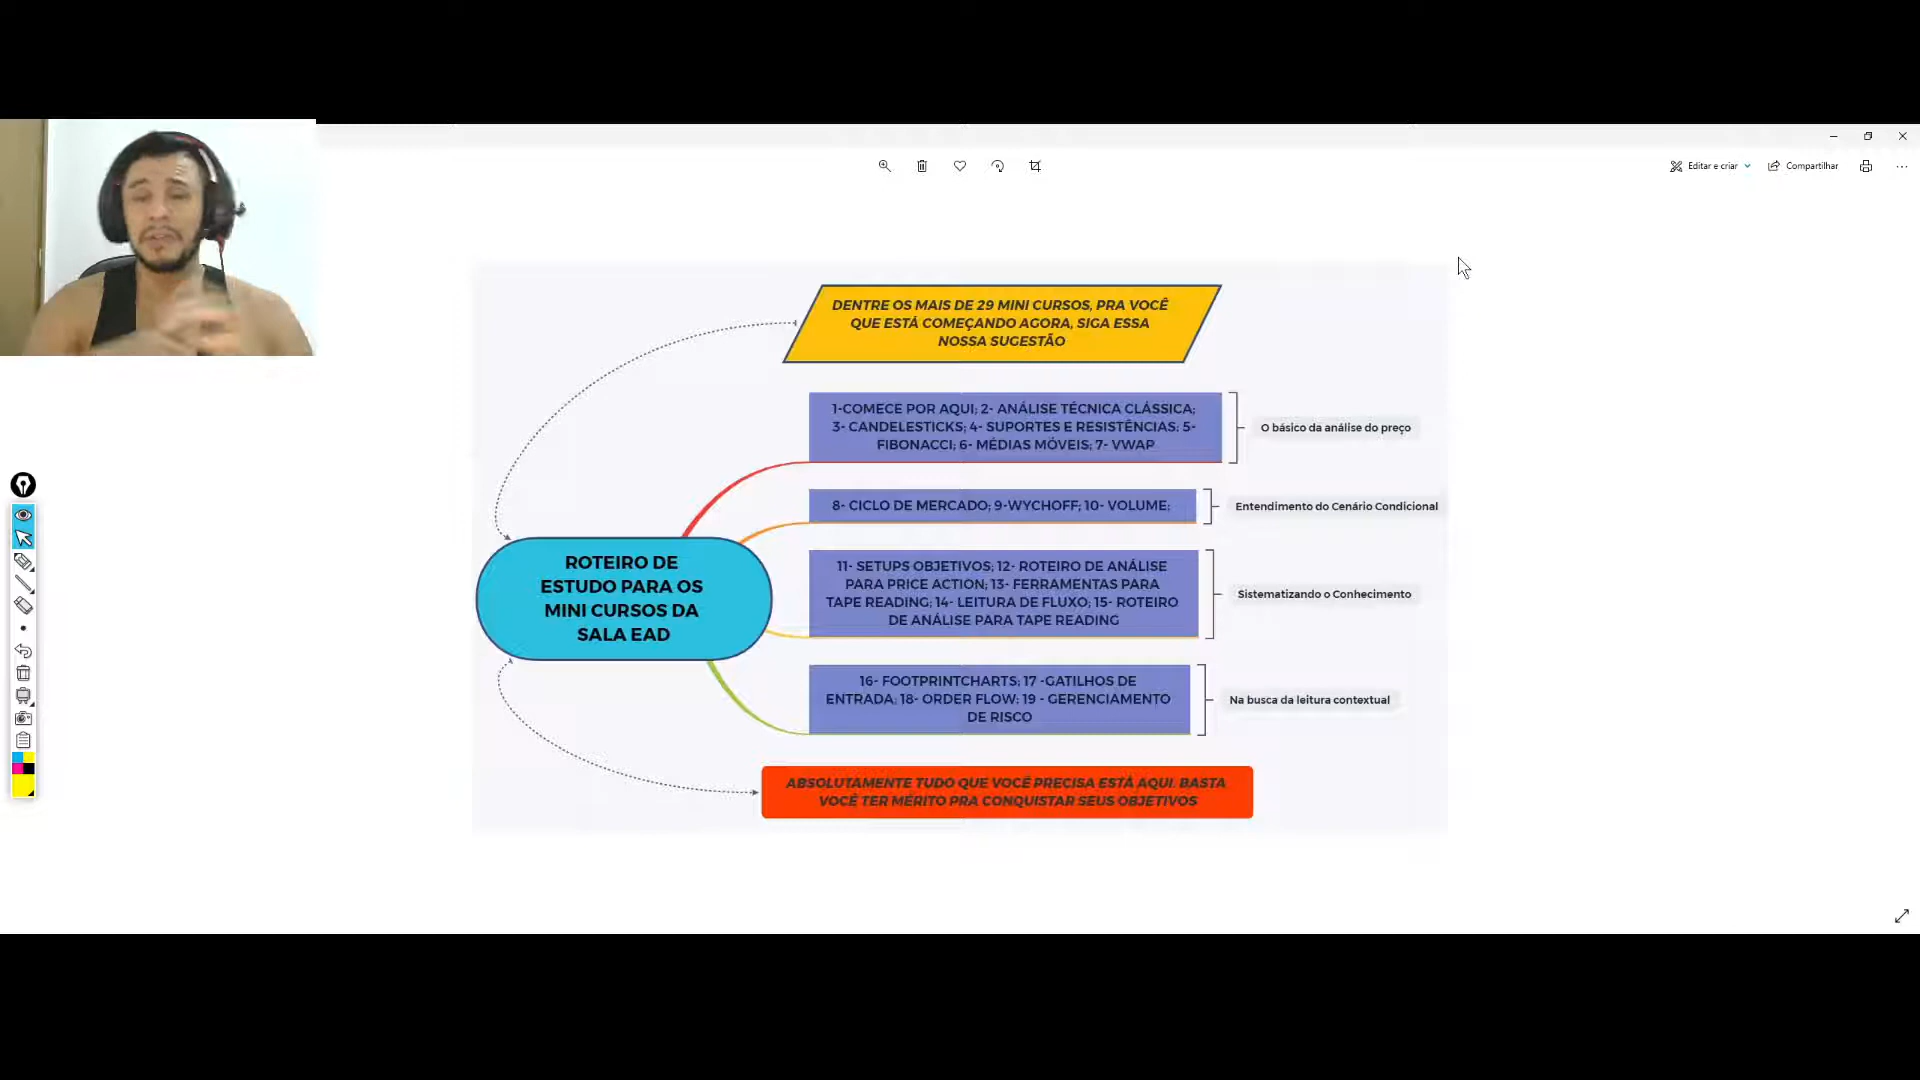 Editar e criar
Compartilhar
DENTRE OS MAIS DE 29 MINI CURSOS, PRA VOCÊ
QUE ESTÁ COMEÇANDO AGORA, SIGA ESSA
NOSSA SUGESTÃO
1-COMECE POR AQUI; 2- ANÁLISE TÉCNICA CLÁSSICA;
3- CANDELESTICKS; 4- SUPORTES E RESISTÊNCIAS; 5-
FIBONACCI; 6- MÉDIAS MÓVEIS; 7- VWAP
O básico da análise do preço
8- CICLO DE MERCADO; 9-WYCHOFF; 10- VOLUME;
Entendimento do Cenário Condicional
ROTEIRO DE
ESTUDO PARA OS
MINI CURSOS DA
SALA EAD
11- SETUPS OBJETIVOS; 12- ROTEIRO DE ANÁLISE
PARA PRICE ACTION; 13- FERRAMENTAS PARA
TAPE READING; 14- LEITURA DE FLUXO; 15- ROTEIRO
DE ANÁLISE PARA TAPE READING
Sistematizando o Conhecimento
16- FOOTPRINTCHARTS; 17 -GATILHOS DE
ENTRADA; 18- ORDER FLOW; 19 - GERENCIAMENTO
DE RISCO
Na busca da leitura contextual
ABSOLUTAMENTE TUDO QUE VOCÊ PRECISA ESTÁ AQUI. BASTA
VOCÊ TER MÉRITO PRA CONQUISTAR SEUS OBJETIVOS